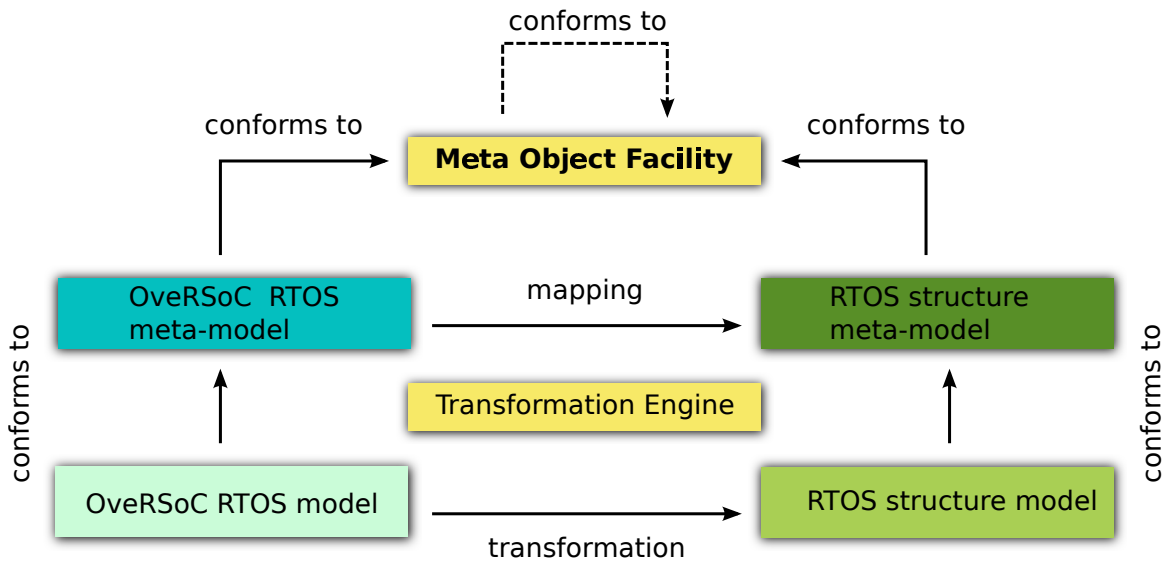 conforms to
conforms to
conforms to
Meta Object Facility
OveRSoC RTOS
meta-model
mapping
RTOS structure
meta-model
conforms to
conforms to
Transformation Engine
OveRSoC RTOS model
RTOS structure model
transformation